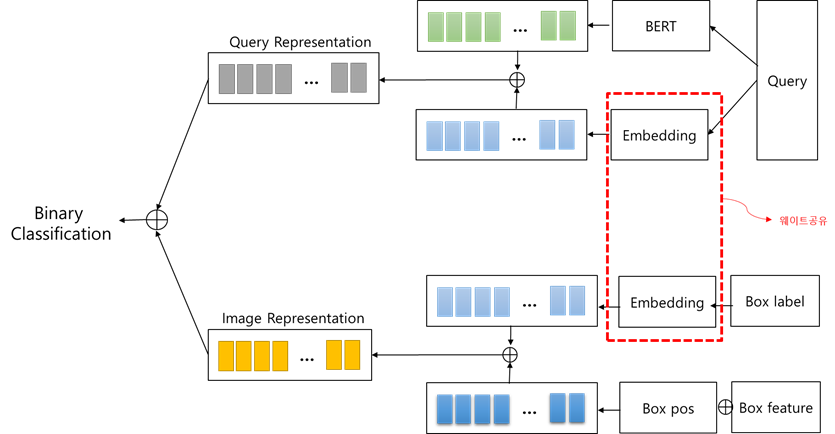 Query Representation
...
...
BERT
Query
...
Embedding
웨이트공유
Binary
Classification
...
Embedding
Box label
Image Representation
...
...
Box pos
Box feature